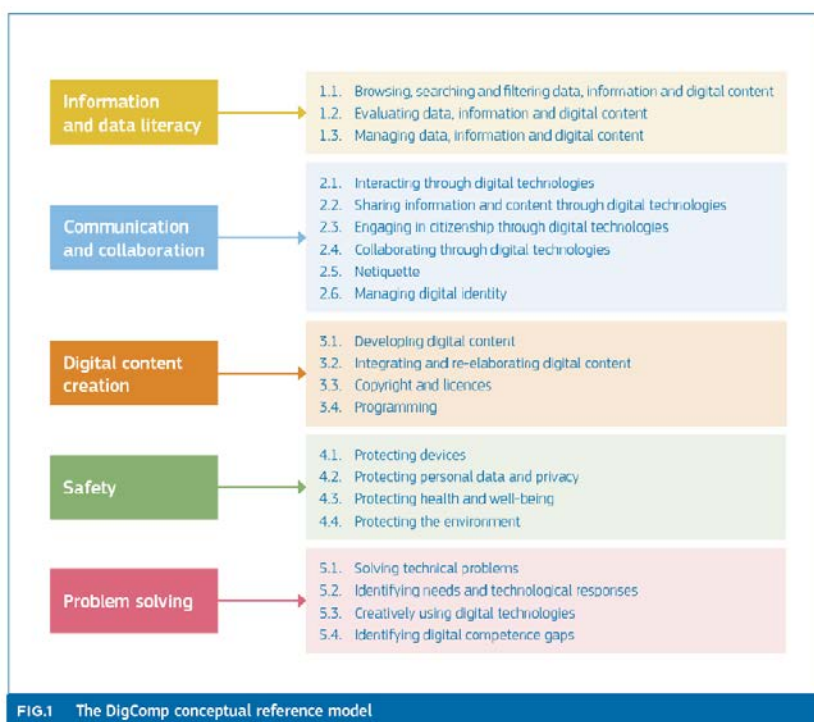 Information
and data literacy
1.1. Browsing, searching and filtering data, information and digital content
1.2. Evaluating data, information and digital content
1.3. Managing data, information and digital content
Communication
and collaboration
2.1. Interacting through digital technologies
2.2. Sharing information and content through digital technologies
2.3. Engaging in citizenship through digital technologies
2.4. Collaborating through digital technologies
2.5. Netiquette
2.6. Managing digital identity
Digital content
creation
3.1. Developing digital content
3.2. Integrating and re-elaborating digital content
3.3. Copyright and licences
3.4. Programming
Safety
4.1. Protecting devices
4.2. Protecting personal data and privacy
4.3. Protecting health and well-being
4.4. Protecting the environment
Problem solving
5.1. Solving technical problems
5.2. Identifying needs and technological responses
5.3. Creatively using digital technologies
5.4. Identifying digital competence gaps
FIG.1 The DigComp conceptual reference model